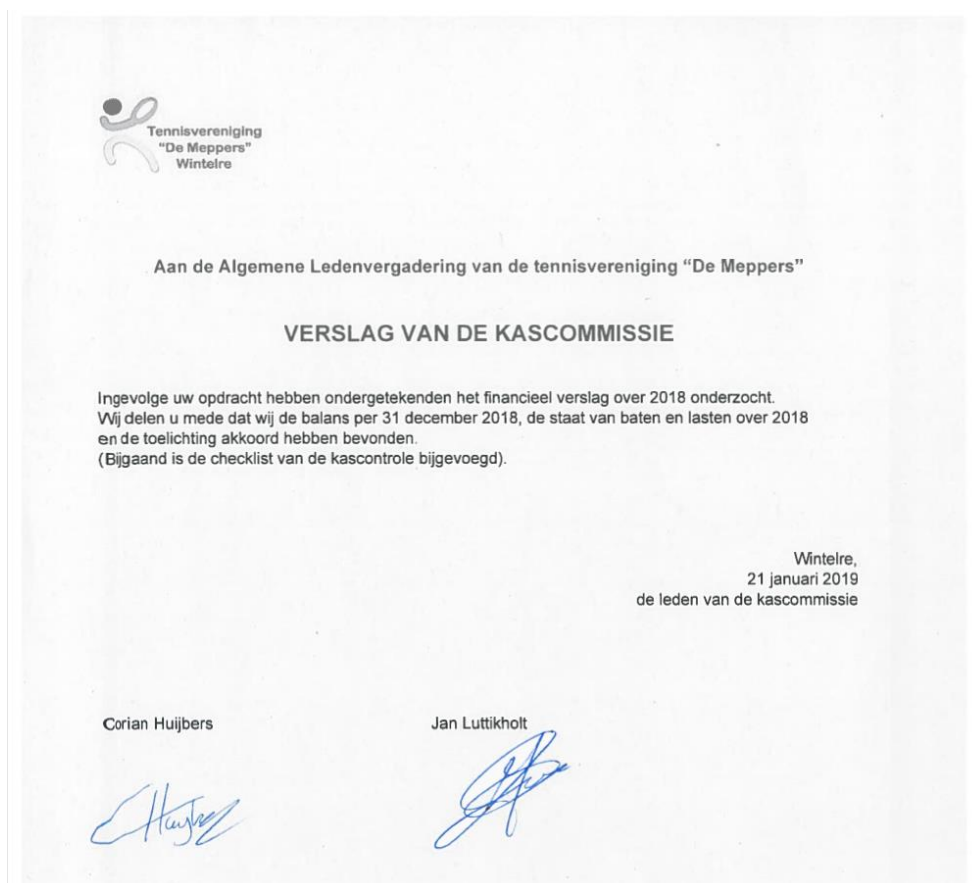 Tennisvereniging
"De Meppers"
Wintelre
Aan de Algemene Ledenvergadering van de tennisvereniging "De Meppers"
VERSLAG VAN DE KASCOMMISSIE
Ingevolge uw opdracht hebben ondergetekenden het financieel verslag over 2018 onderzocht.
Wij delen u mede dat wij de balans per 31 december 2018, de staat van baten en lasten over 2018
en de toelichting akkoord hebben bevonden.
(Bijgaand is de checklist van de kascontrole bijgevoegd).
Wintelre,
21 januari 2019
de leden van de kascommissie
Corian Huijbers Jan Luttikholt